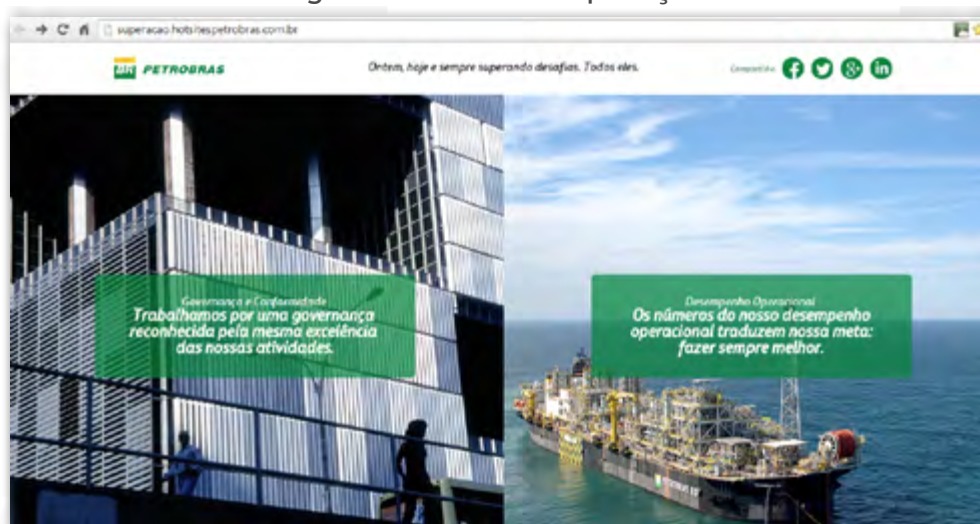 superacao.hotsitespetrobras.com.br
BR PETROBRAS
Ontem, hoje e sempre superando desafios. Todos eles.
Governança e Conformidade
Trabalhamos por uma governança
reconhecida pela mesma excelência
das nossas atividades.
Desempenho Operacional
Os números do nosso desempenho
operacional traduzem nossa meta:
fazer sempre melhor.